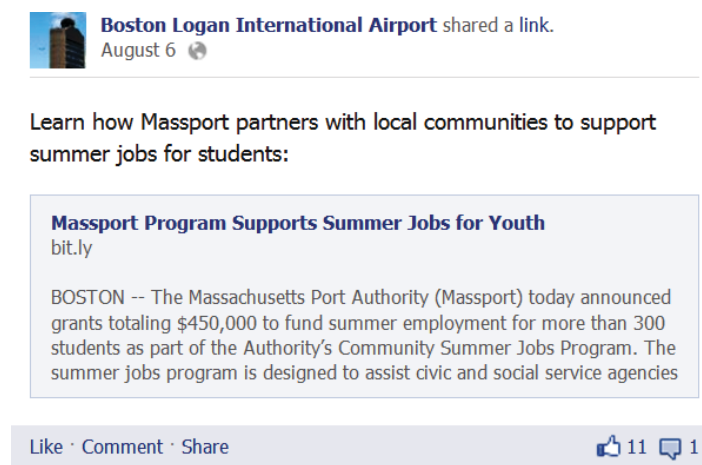 Boston Logan International Airport shared a link.
August 6
Learn how Massport partners with local communities to support
summer jobs for students:
Massport Program Supports Summer Jobs for Youth
bit.ly
BOSTON -- The Massachusetts Port Authority (Massport) today announced
grants totaling $450,000 to fund summer employment for more than 300
students as part of the Authority’s Community Summer Jobs Program. The
summer jobs program is designed to assist civic and social service agencies
Like · Comment · Share 11 1